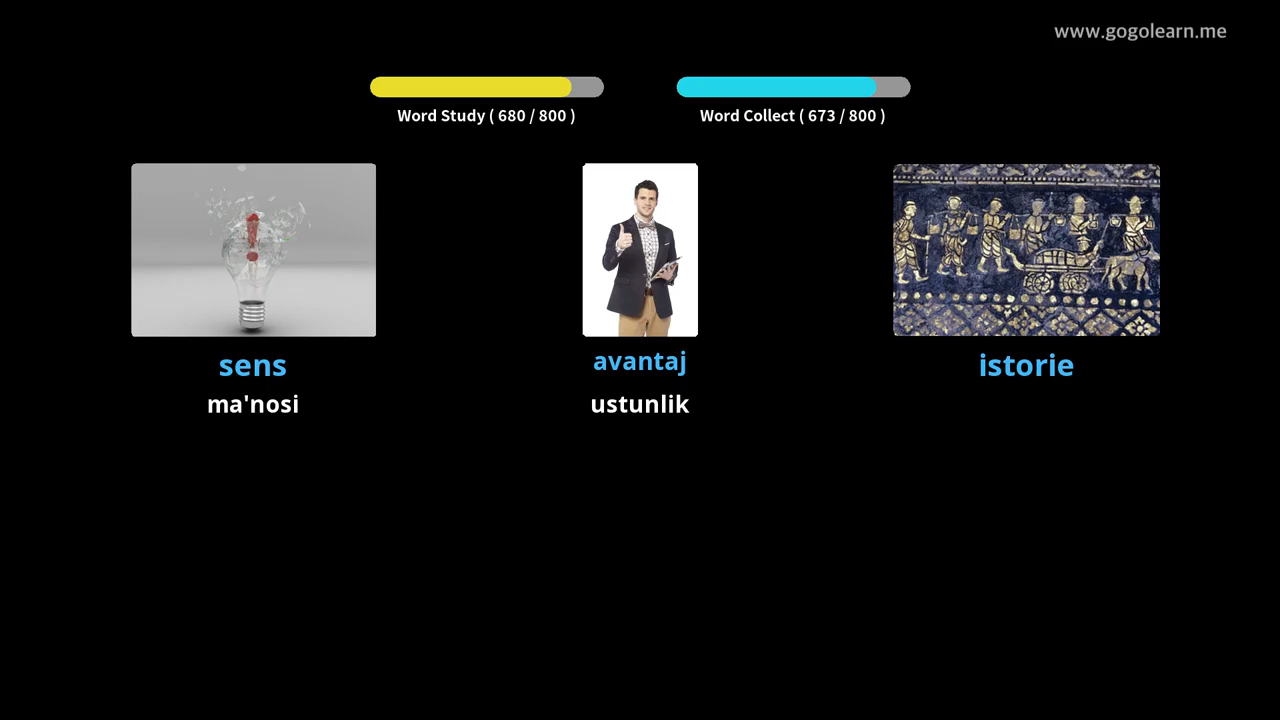 www.gogolearn.me
Word Study ( 680 / 800 )
Word Collect ( 673 / 800 )
sens
avantaj
istorie
ma'nosi
ustunlik